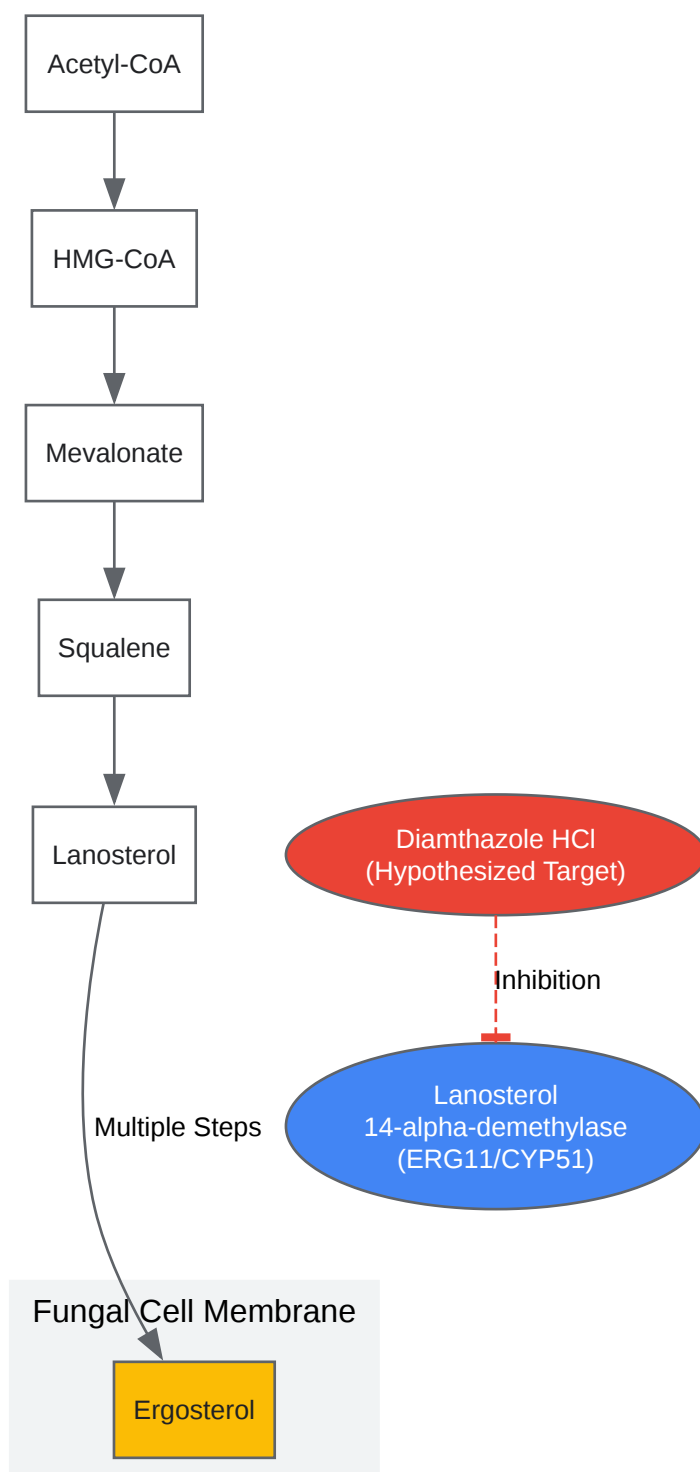 Acetyl-CoA
HMG-CoA
Mevalonate
Squalene
Lanosterol
Diamthazole HCl
(Hypothesized Target)
Inhibition
Lanosterol
14-alpha-demethylase
(ERG11/CYP51)
Multiple Steps
Fungal Cell Membrane
Ergosterol